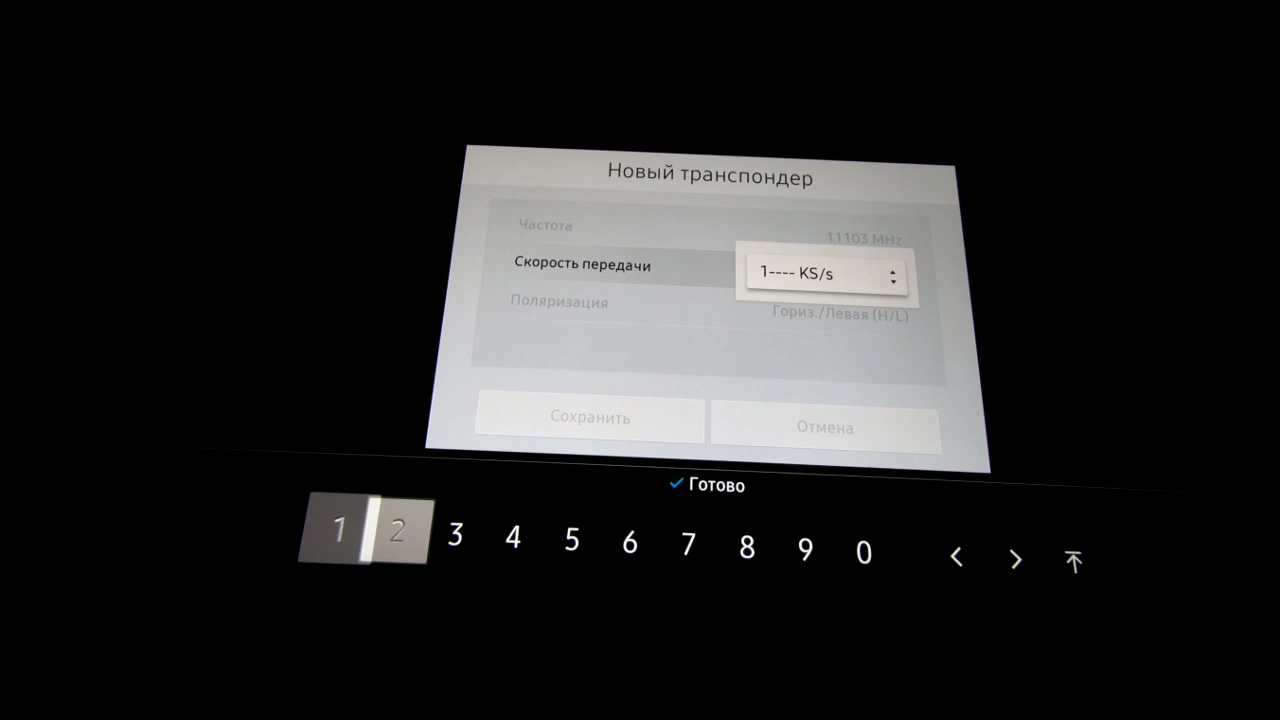 Новый транспондер
Частота 11103 MHz
Скорость передачи 1---- KS/s
Поляризация Гориз./Левая (H/L)
Сохранить Отмена
Готово
1 2 3 4 5 6 7 8 9 0